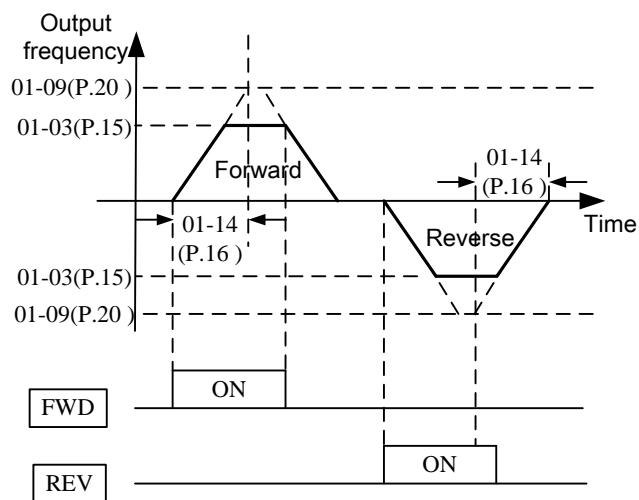 Output
frequency
01-09(P.20 )
01-03(P.15)
Forward
01-14
(P.16 )
Time
01-14
(P.16 )
Reverse
01-03(P.15)
01-09(P.20 )
ON
FWD
ON
REV